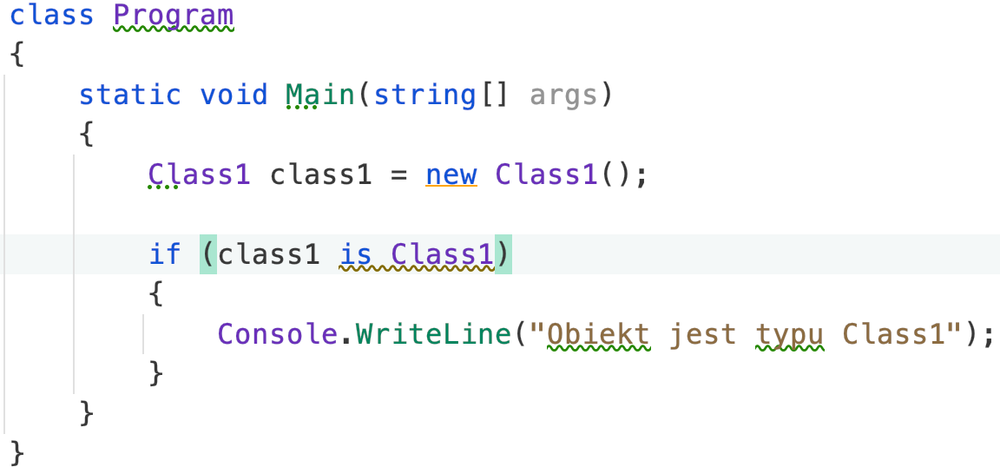 class Program
{
    static void Main(string[] args)
    {
        Class1 class1 = new Class1();
        if (class1 is Class1)
        {
            Console.WriteLine("Obiekt jest typu Class1");
        }
    }
}